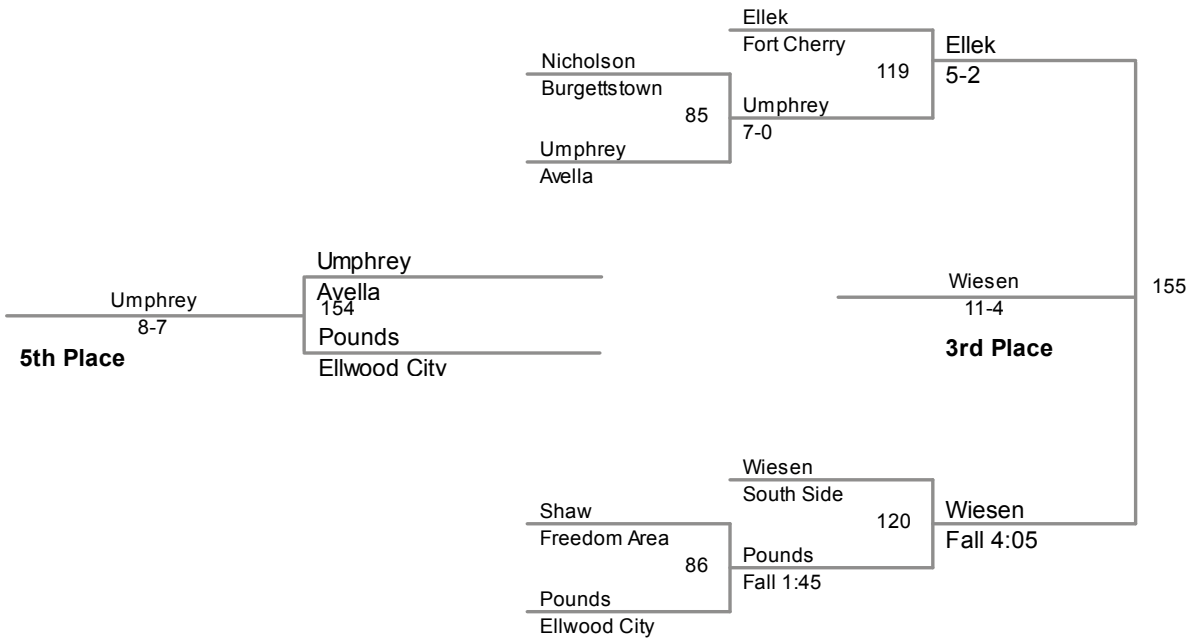 Ellek
Fort Cherry
119
Ellek
5-2
Nicholson
Burgettstown
85
Umphrey
7-0
Umphrey
Avella
Umphrey
Avella
154
Pounds
Ellwood City
Umphrey
8-7
5th Place
Wiesen
11-4
155
3rd Place
Wiesen
South Side
120
Wiesen
Fall 4:05
Shaw
Freedom Area
86
Pounds
Fall 1:45
Pounds
Ellwood City